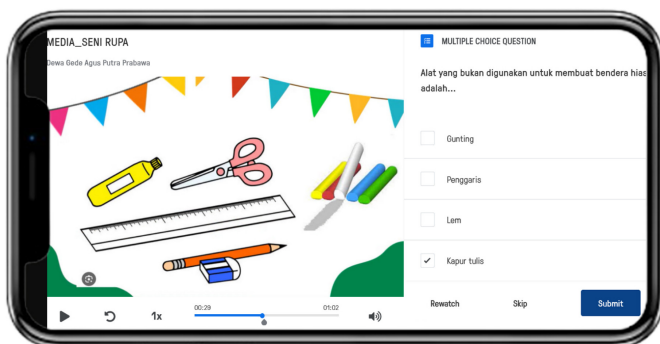 MEDIA_SENI RUPA
Dewa Gede Agus Putra Prabawa
1x
00:29
01:02
MULTIPLE CHOICE QUESTION
Alat yang bukan digunakan untuk membuat bendera hias
adalah...
Gunting
Penggaris
Lem
Kapur tulis
Rewatch
Skip
Submit